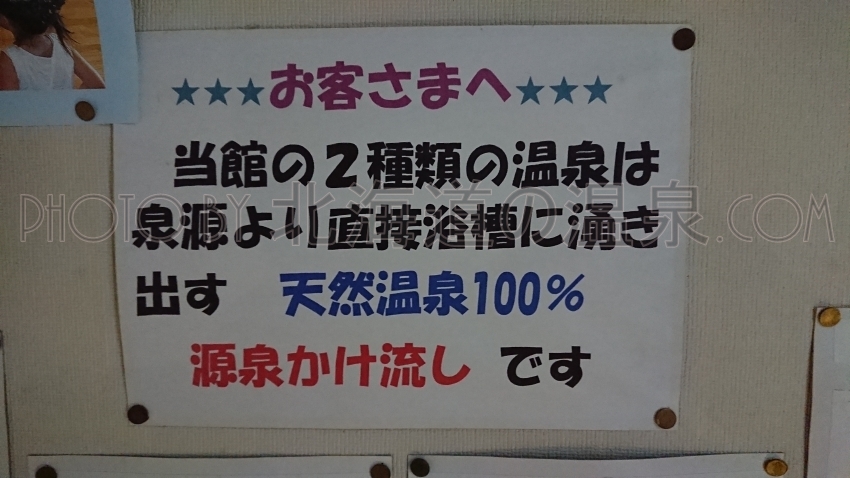 ★★★お客さまへ★★★
当館の２種類の温泉は
PHOTO BY 北海道の温泉.COM
泉源より直接浴槽に湧き
出す　天然温泉100％
源泉かけ流し です